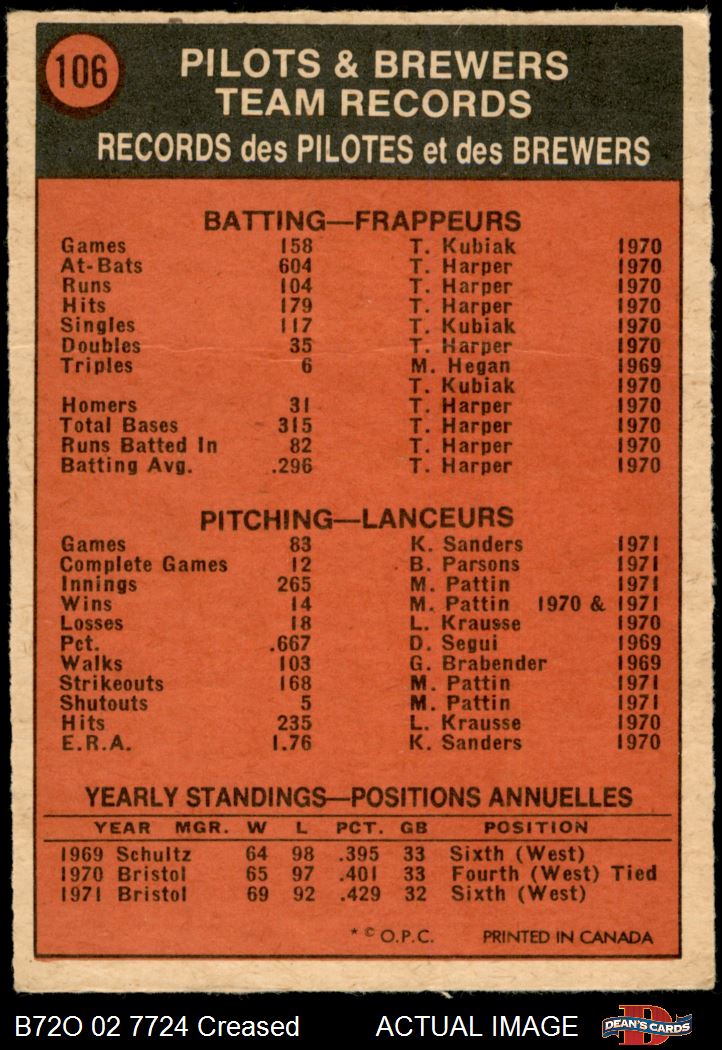 106
PILOTS & BREWERS
TEAM RECORDS
RECORDS des PILOTES et des BREWERS
BATTING—FRAPPEURS
Games 158 T. Kubiak 1970
At-Bats 604 T. Harper 1970
Runs 104 T. Harper 1970
Hits 179 T. Harper 1970
Singles 117 T. Kubiak 1970
Doubles 35 T. Harper 1970
Triples 6 M. Hegan 1969
T. Kubiak 1970
Homers 31 T. Harper 1970
Total Bases 315 T. Harper 1970
Runs Batted In 82 T. Harper 1970
Batting Avg. .296 T. Harper 1970
PITCHING—LANCEURS
Games 83 K. Sanders 1971
Complete Games 12 B. Parsons 1971
Innings 265 M. Pattin 1971
Wins 14 M. Pattin 1970 & 1971
Losses 18 L. Krausse 1970
Pct. .667 D. Segui 1969
Walks 103 G. Brabender 1969
Strikeouts 168 M. Pattin 1971
Shutouts 5 M. Pattin 1971
Hits 235 L. Krausse 1970
E.R.A. 1.76 K. Sanders 1970
YEARLY STANDINGS—POSITIONS ANNUELLES
YEAR MGR. W L PCT. GB POSITION
1969 Schultz 64 98 .395 33 Sixth (West)
1970 Bristol 65 97 .401 33 Fourth (West) Tied
1971 Bristol 69 92 .429 32 Sixth (West)
* © O.P.C. PRINTED IN CANADA
B72O 02 7724 Creased ACTUAL IMAGE D DEAN'S CARDS